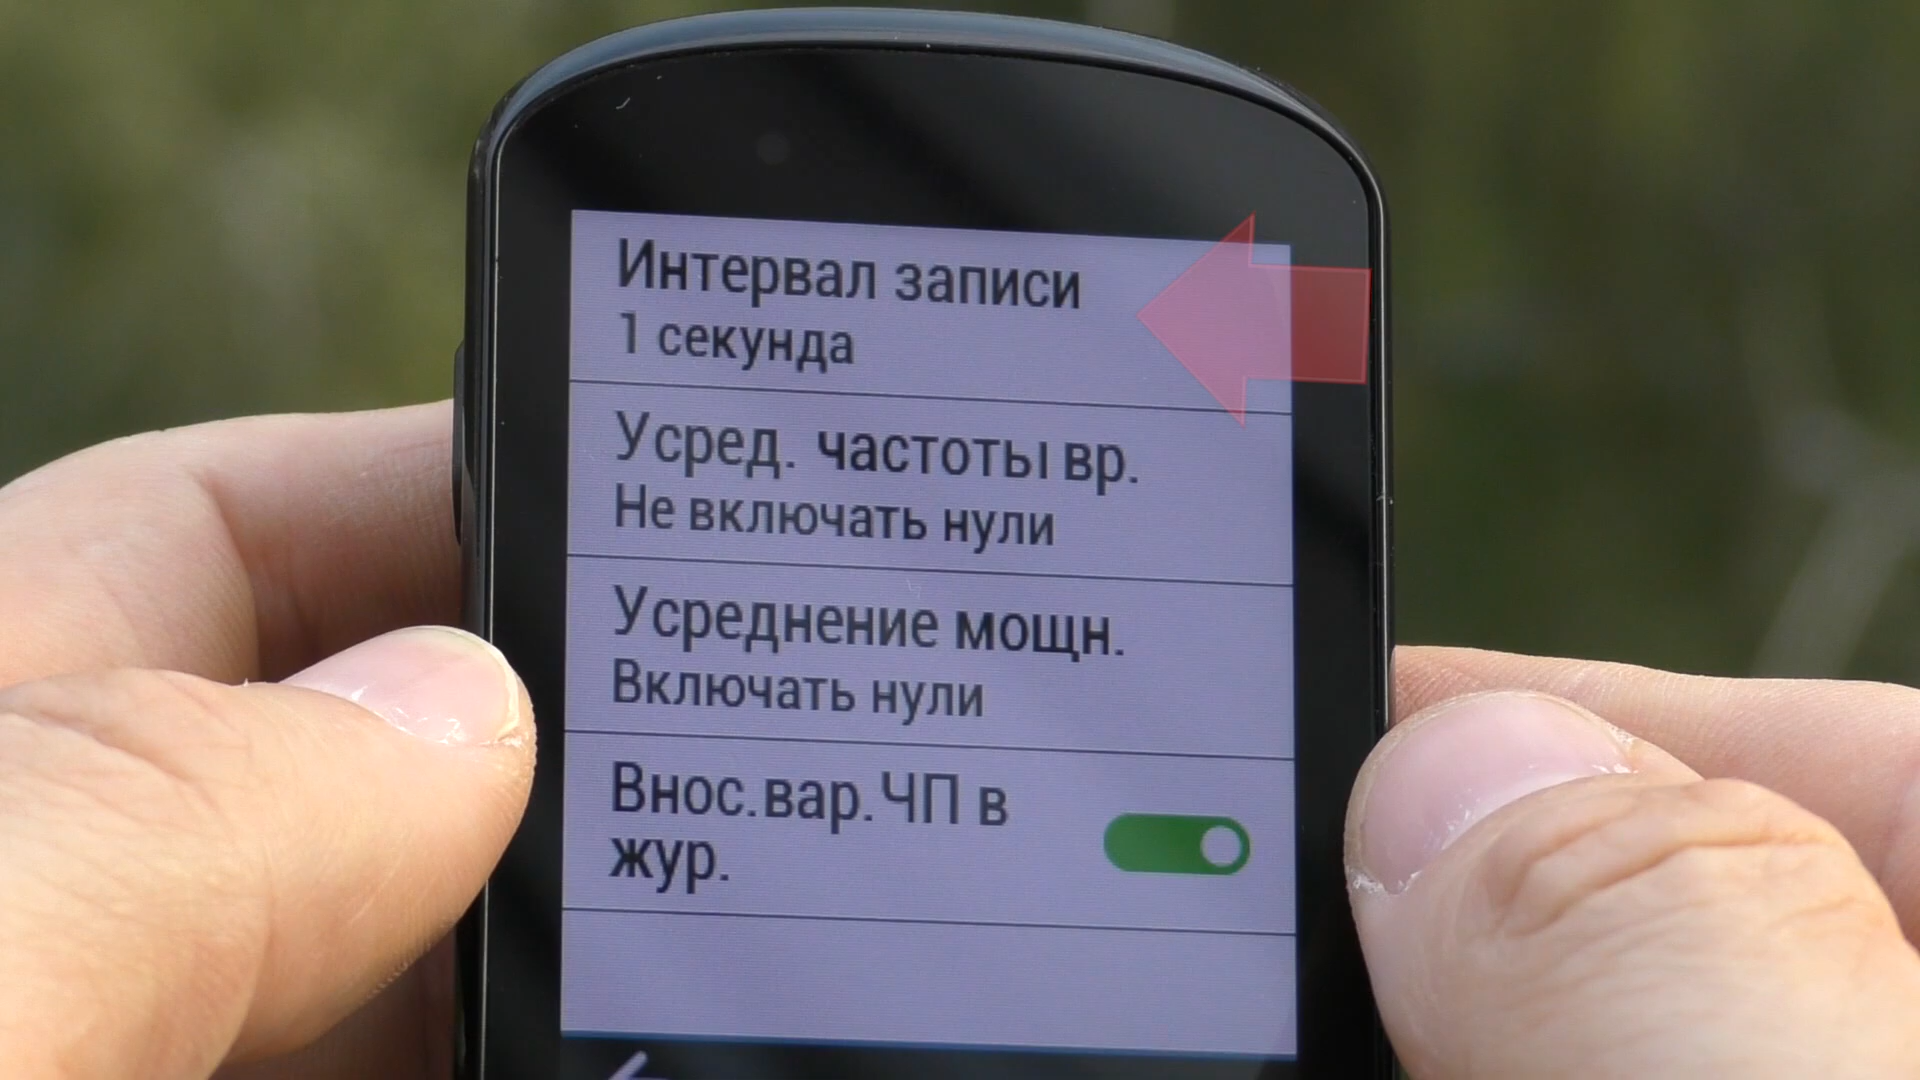 Интервал записи
1 секунда
Усред. частоты вр.
Не включать нули
Усреднение мощн.
Включать нули
Внос.вар.ЧП в
жур.